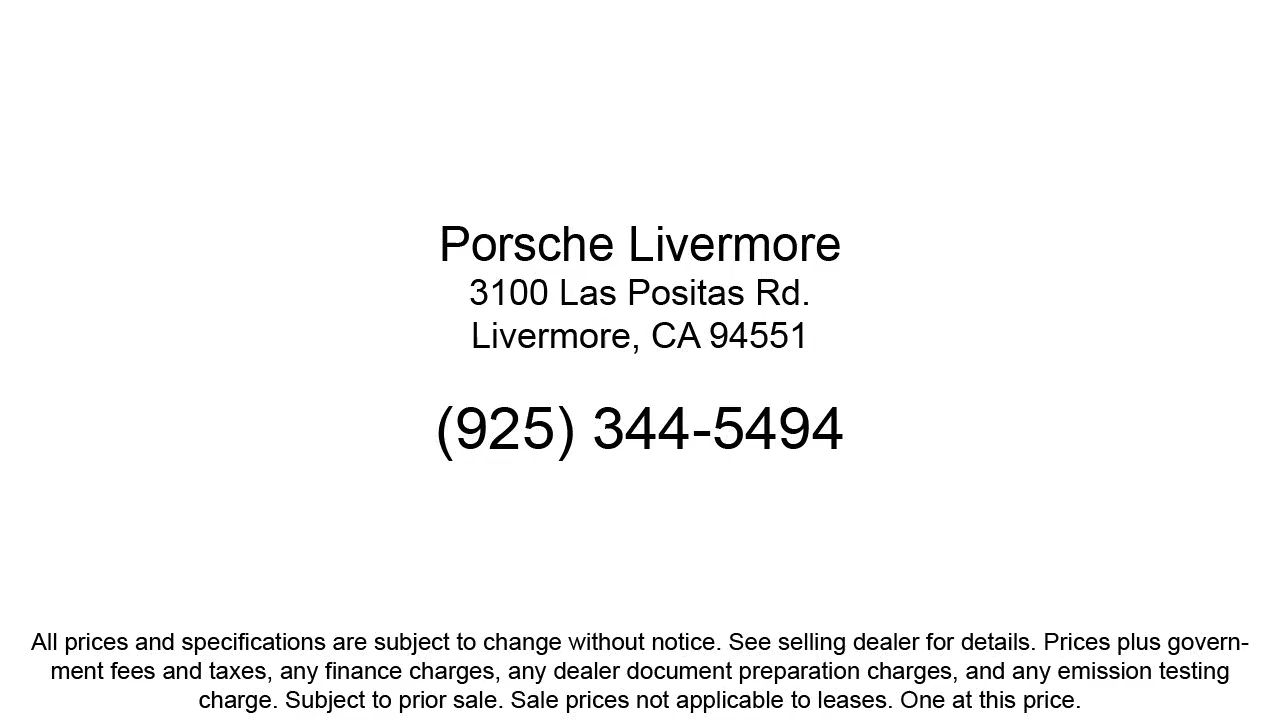 Porsche Livermore
3100 Las Positas Rd.
Livermore, CA 94551
(925) 344-5494
All prices and specifications are subject to change without notice. See selling dealer for details. Prices plus govern-
ment fees and taxes, any finance charges, any dealer document preparation charges, and any emission testing
charge. Subject to prior sale. Sale prices not applicable to leases. One at this price.